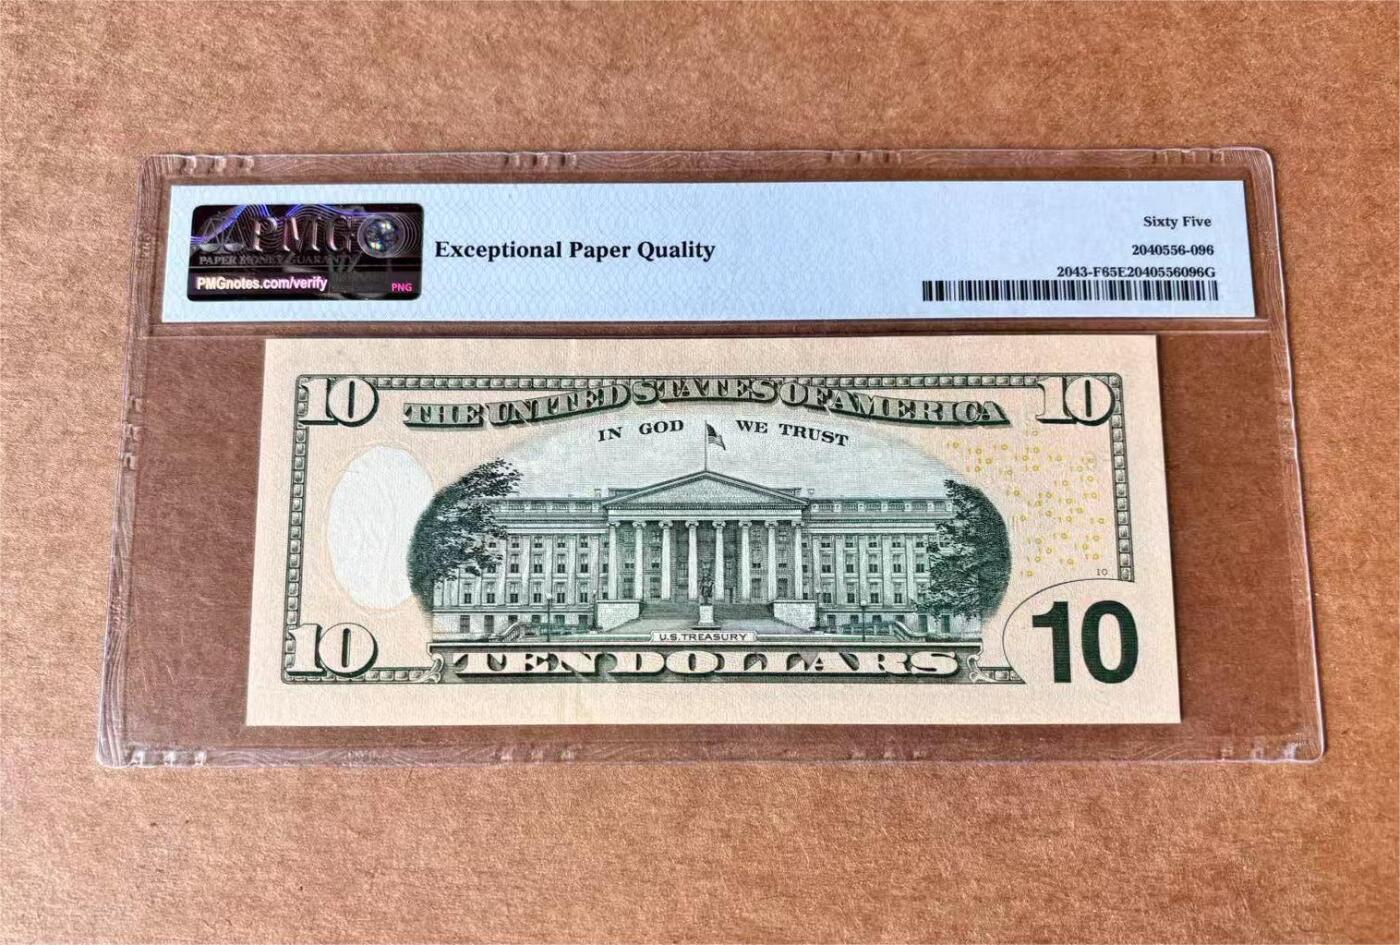 PMG
PAPER MONEY GUARANTY
PMGnotes.com/verify
PNG
Exceptional Paper Quality
Sixty Five
2040556-096
2043-F65E2040556096G
10
THE UNITED STATES OF AMERICA
10
IN GOD WE TRUST
10
10
U.S. TREASURY
TEN DOLLARS
10